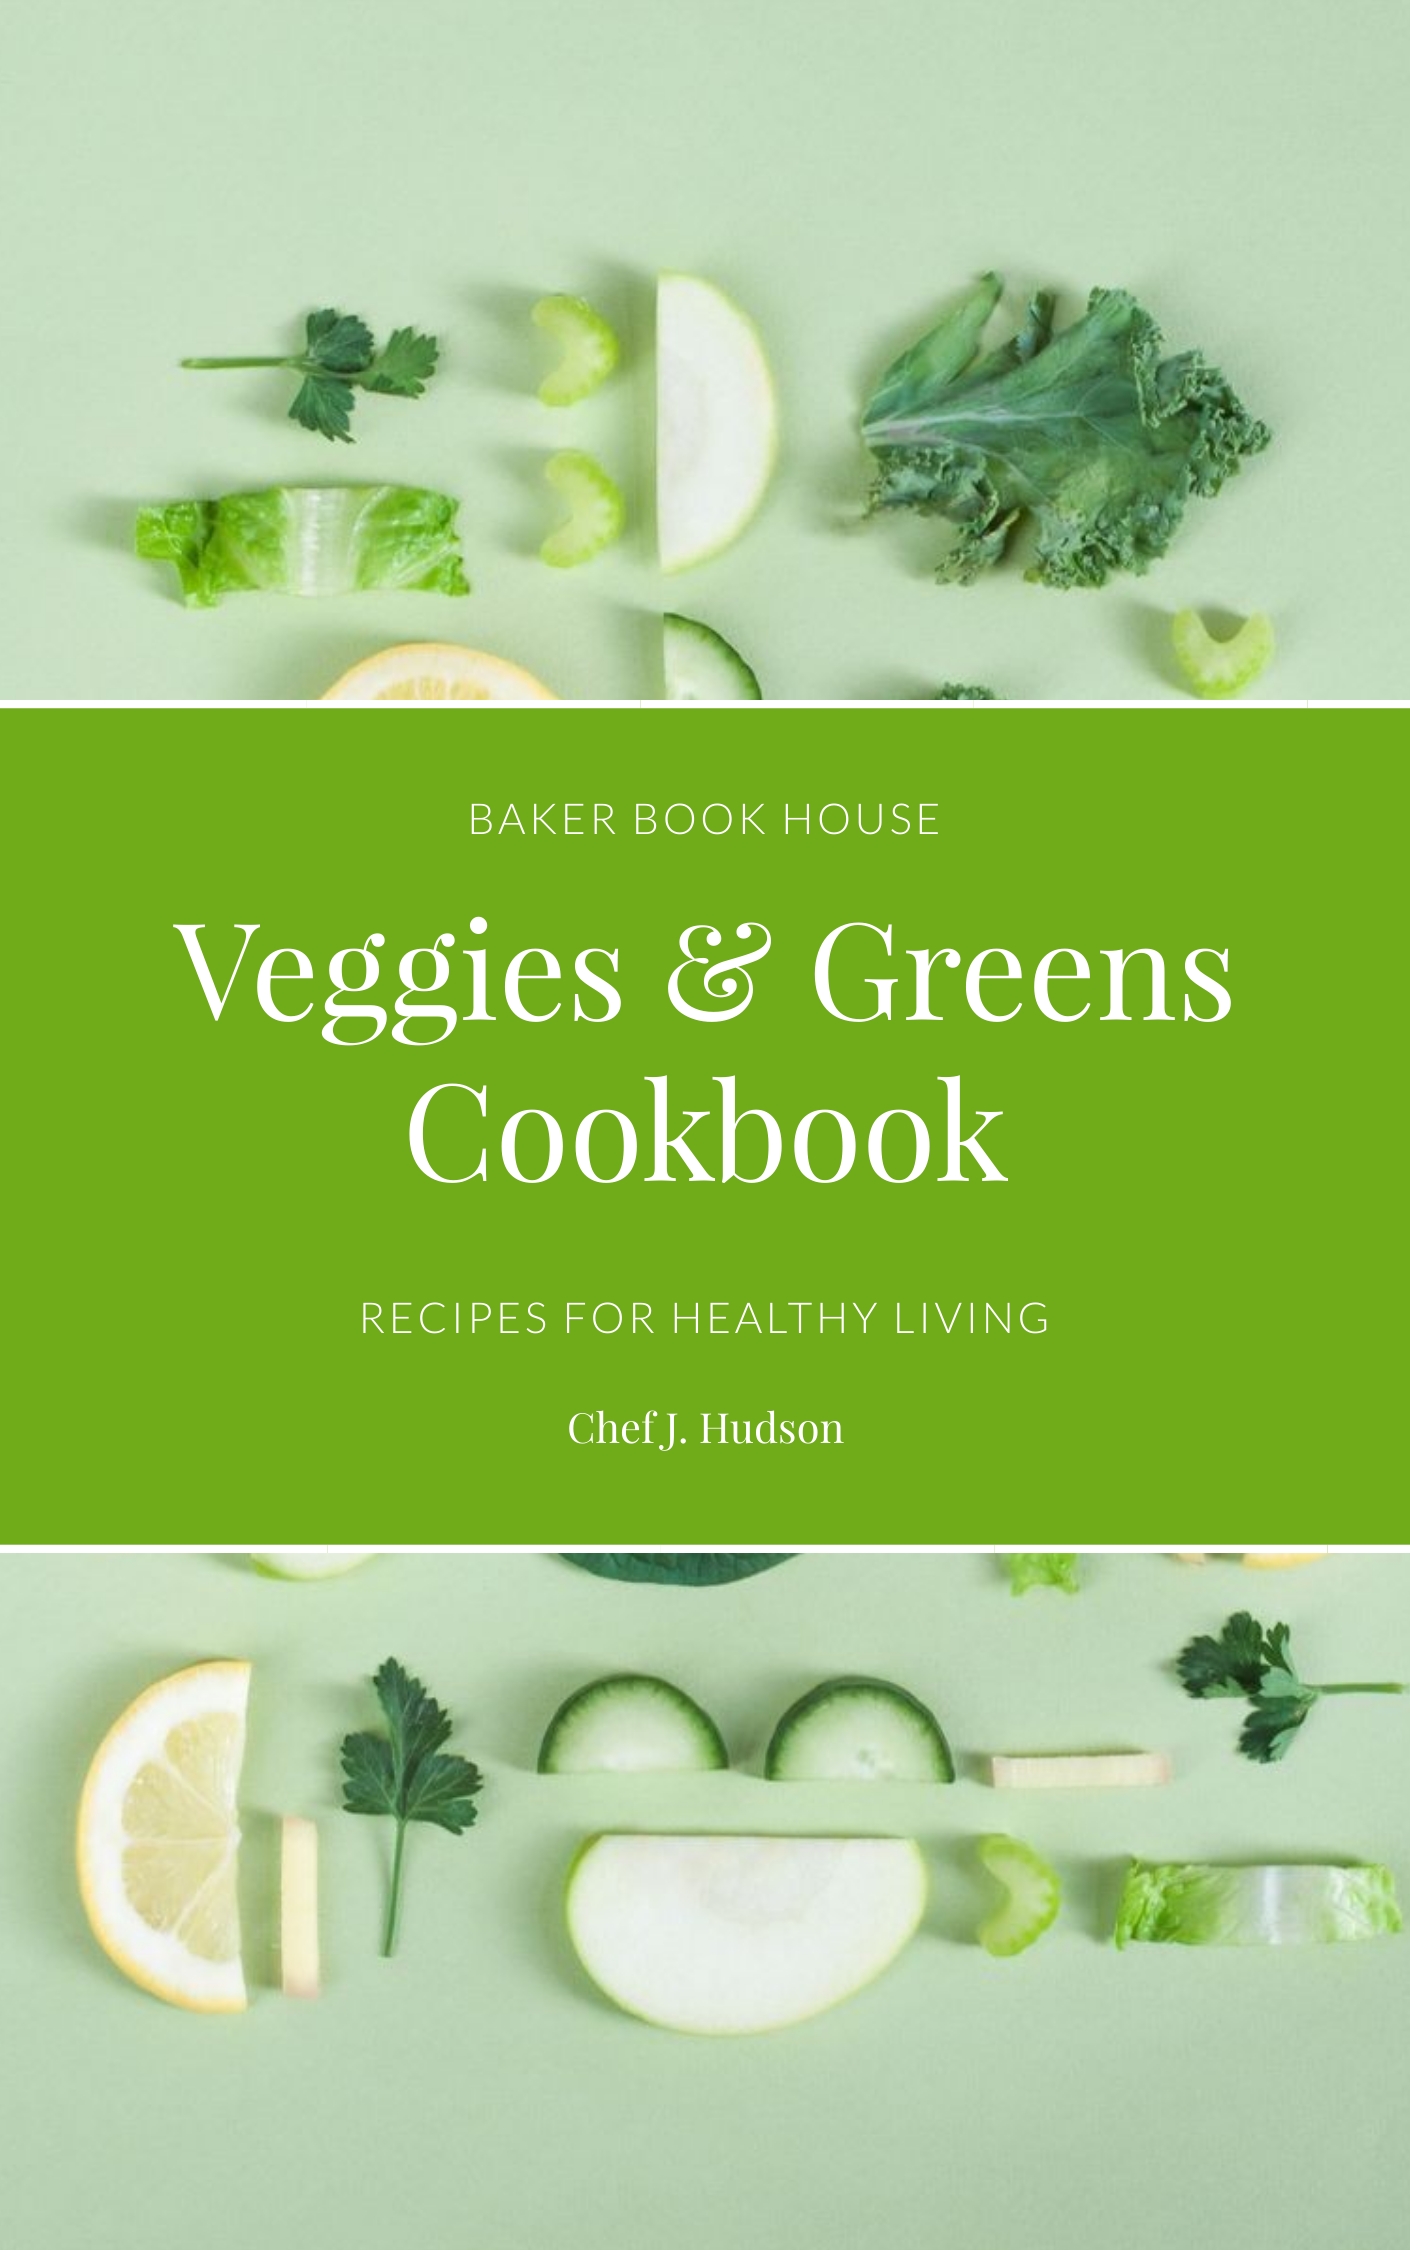 BAKER BOOK HOUSE
Veggies & Greens
Cookbook
RECIPES FOR HEALTHY LIVING
Chef J. Hudson